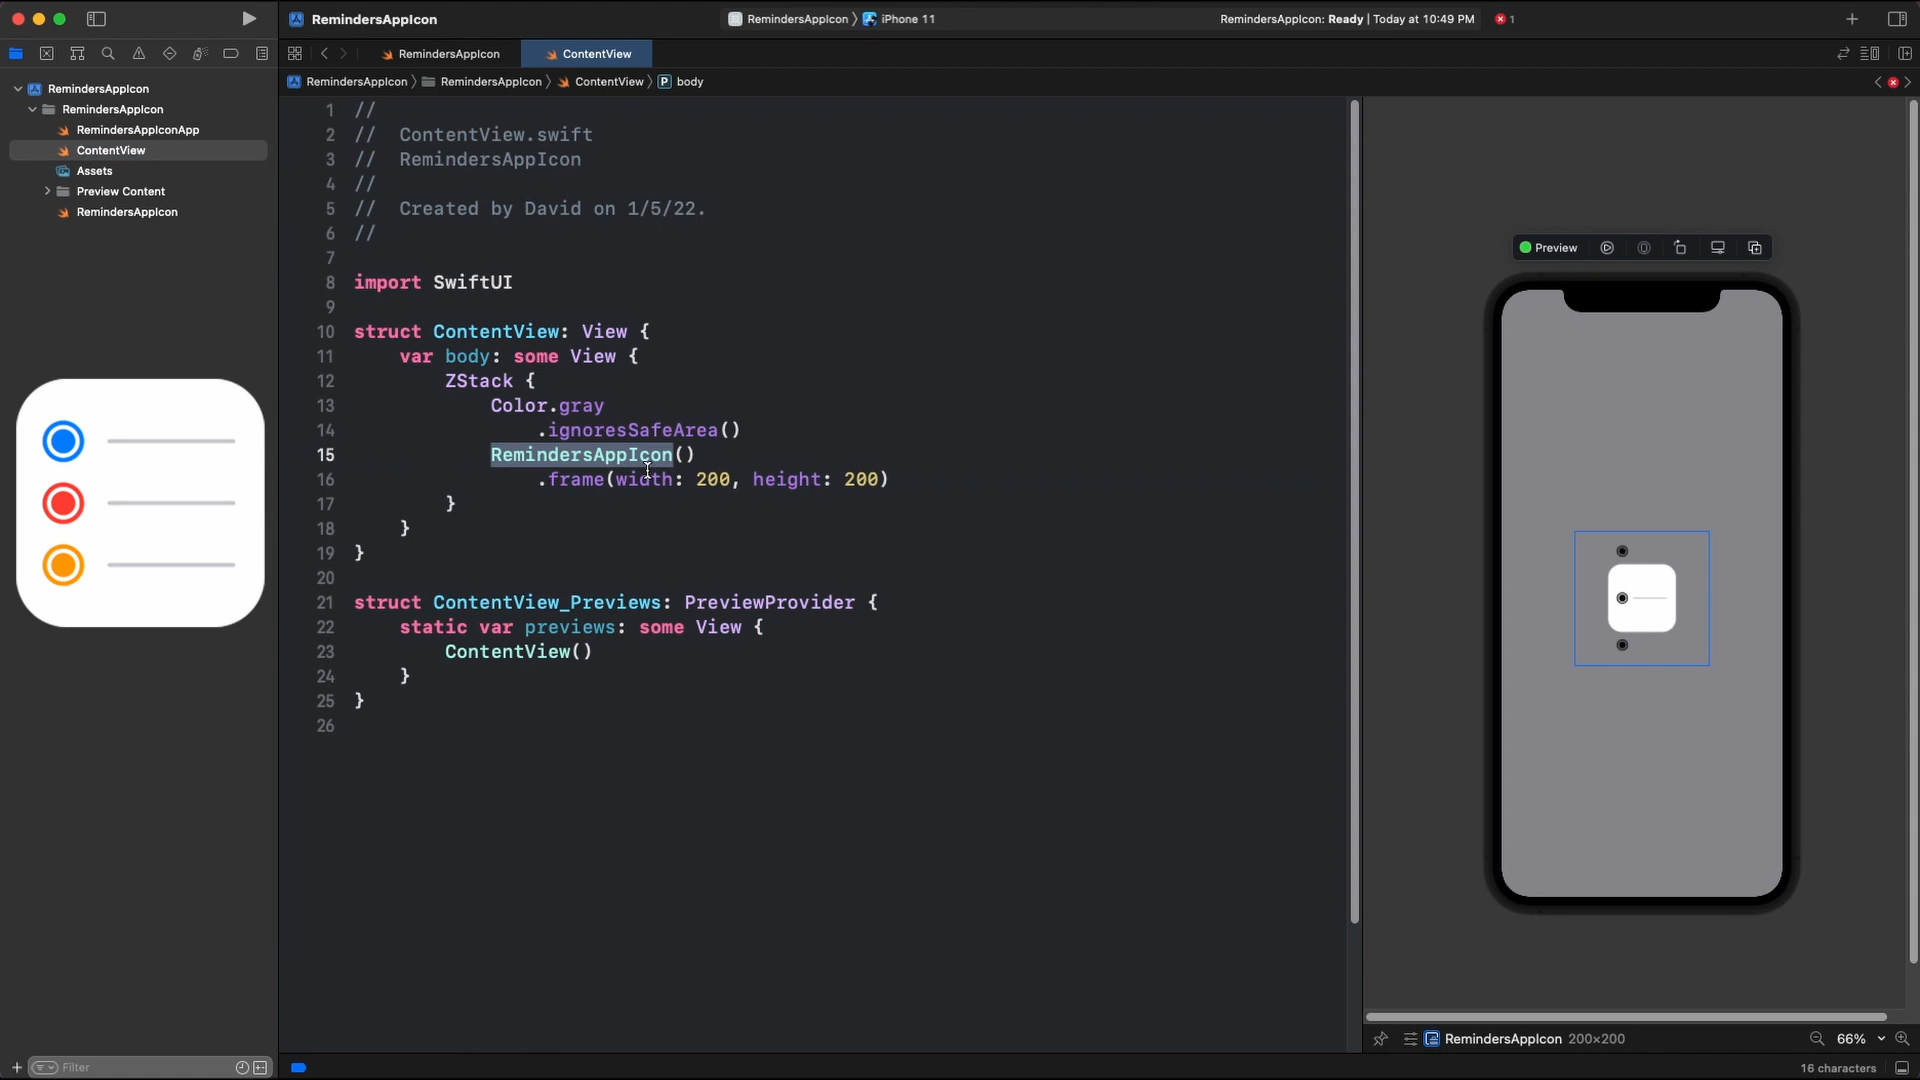 RemindersAppIcon
RemindersAppIcon 〉 iPhone 11
RemindersAppIcon: Ready | Today at 10:49 PM
1
RemindersAppIcon
ContentView
RemindersAppIcon 〉 RemindersAppIcon 〉 ContentView 〉 P body
RemindersAppIcon
RemindersAppIcon
RemindersAppIconApp
ContentView
Assets
Preview Content
RemindersAppIcon
1 //
2 //  ContentView.swift
3 //  RemindersAppIcon
4 //
5 //  Created by David on 1/5/22.
6 //
7
8 import SwiftUI
9
10 struct ContentView: View {
11     var body: some View {
12         ZStack {
13             Color.gray
14                 .ignoresSafeArea()
15             RemindersAppIcon()
16                 .frame(width: 200, height: 200)
17         }
18     }
19 }
20
21 struct ContentView_Previews: PreviewProvider {
22     static var previews: some View {
23         ContentView()
24     }
25 }
26
Preview
RemindersAppIcon 200×200
66%
Filter
16 characters